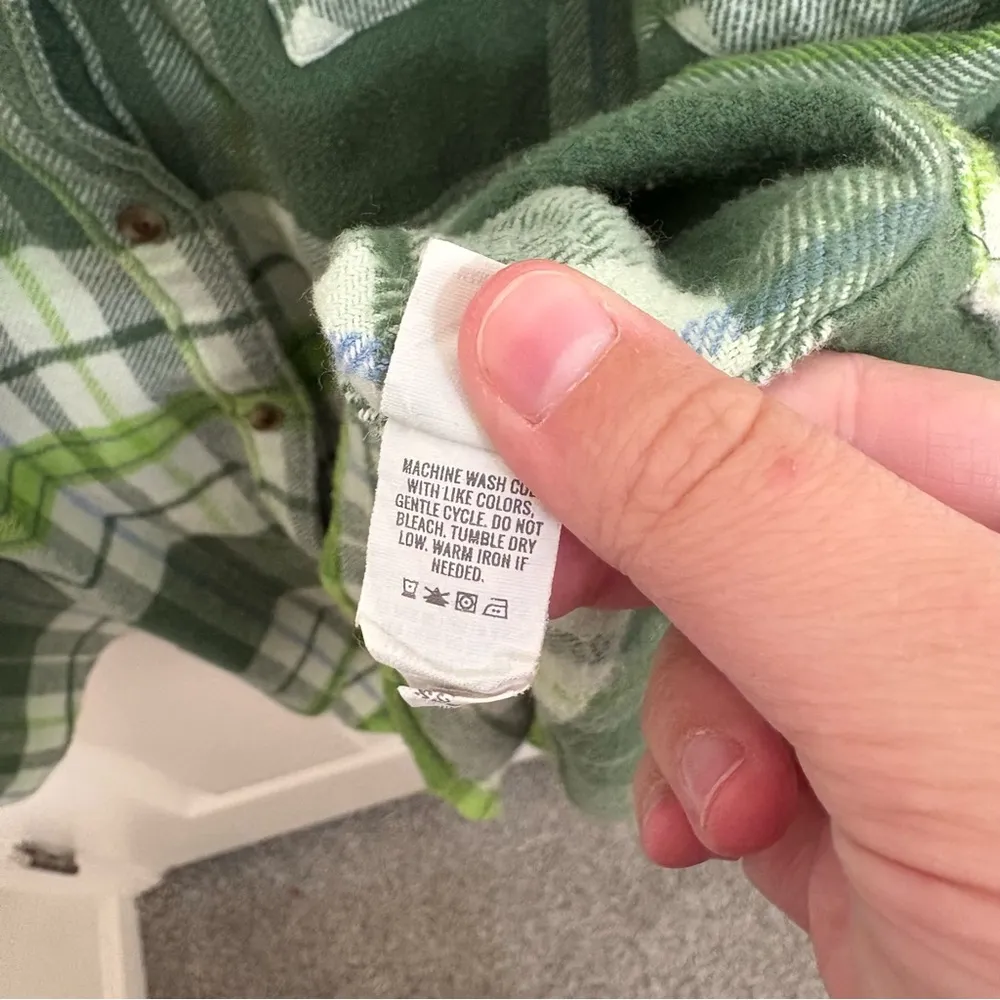 MACHINE WASH
WITH LIKE COLORS,
GENTLE CYCLE. DO NOT
BLEACH. TUMBLE DRY
LOW. WARM IRON IF
NEEDED.